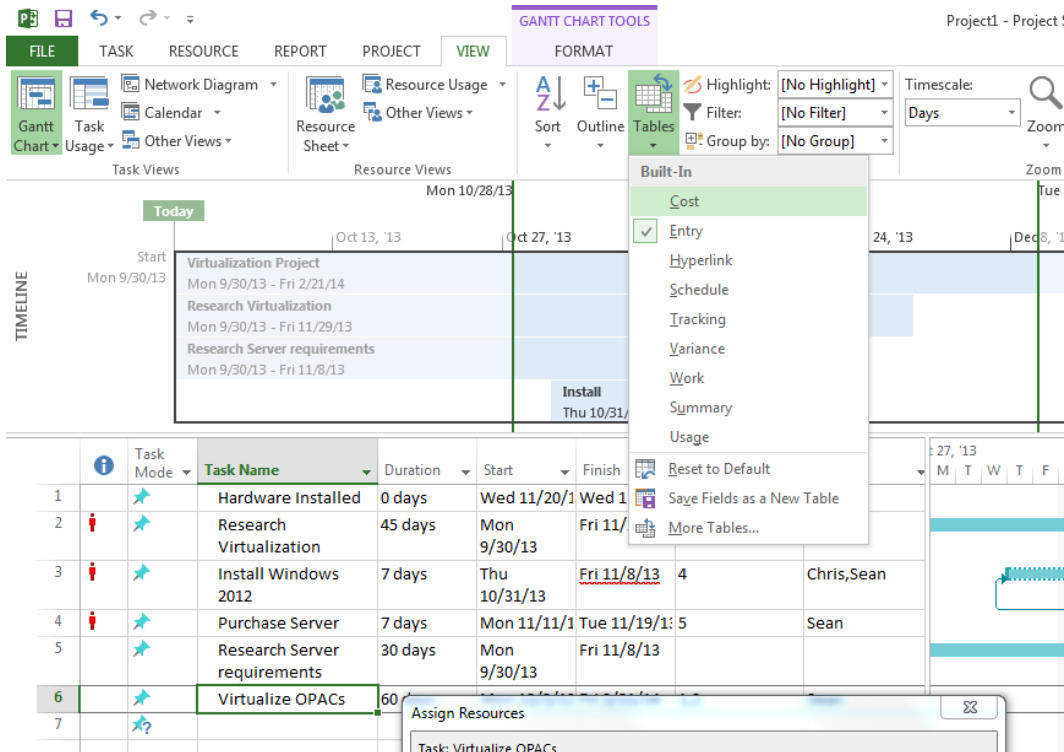 GANTT CHART TOOLS
Project1 - Project
FILE TASK RESOURCE REPORT PROJECT VIEW FORMAT
Gantt Chart
Task Usage
Network Diagram
Calendar
Other Views
Task Views
Resource Sheet
Resource Usage
Other Views
Resource Views
Sort
Outline
Tables
Highlight: [No Highlight]
Filter: [No Filter]
Group by: [No Group]
Timescale:
Days
Zoom
Zoom
Built-In
Cost
Entry
Hyperlink
Schedule
Tracking
Variance
Work
Summary
Usage
Reset to Default
Save Fields as a New Table
More Tables...
TIMELINE
Mon 10/28/13
Tue
Today
Oct 13, '13
Oct 27, '13
24, '13
Dec 8, '1
Start
Mon 9/30/13
Virtualization Project
Mon 9/30/13 - Fri 2/21/14
Research Virtualization
Mon 9/30/13 - Fri 11/29/13
Research Server requirements
Mon 9/30/13 - Fri 11/8/13
Install
Thu 10/31/
Task Mode
Task Name
Duration
Start
Finish
27, '13
M T W T F
1 Hardware Installed 0 days Wed 11/20/1 Wed 1
2 Research Virtualization 45 days Mon 9/30/13 Fri 11/
3 Install Windows 2012 7 days Thu 10/31/13 Fri 11/8/13 4 Chris,Sean
4 Purchase Server 7 days Mon 11/11/1 Tue 11/19/13 5 Sean
5 Research Server requirements 30 days Mon 9/30/13 Fri 11/8/13
6 Virtualize OPACs 60
7
Assign Resources
Task: Virtualize OPACs